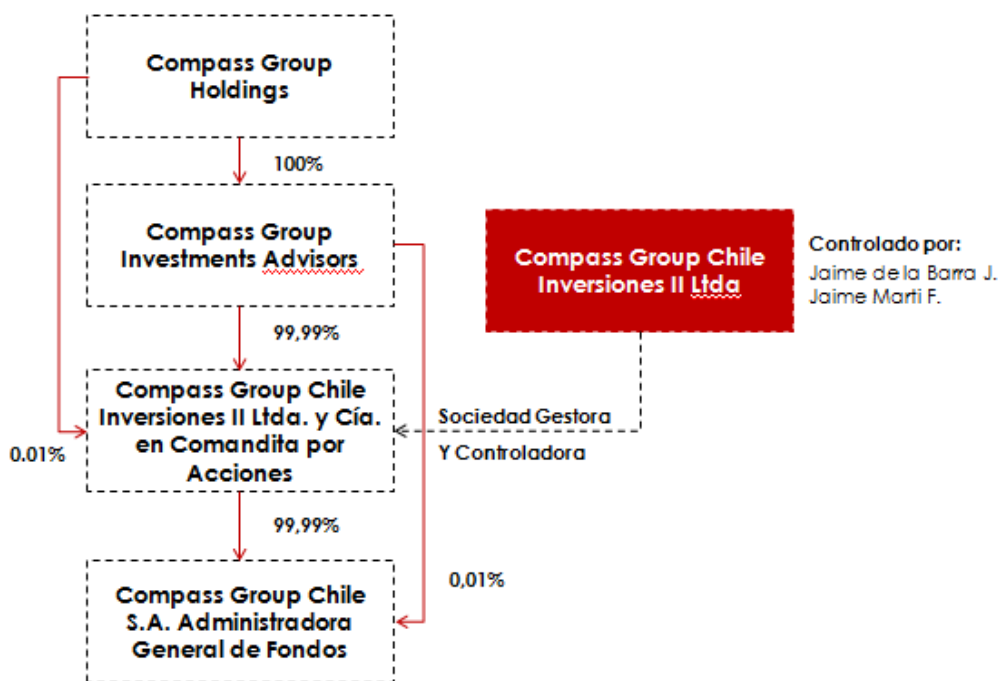 Compass Group
Holdings
100%
Compass Group
Investments Advisors
Compass Group Chile
Inversiones II Ltda
Controlado por:
Jaime de la Barra J.
Jaime Marti F.
99,99%
Compass Group Chile
Inversiones II Ltda. y Cía.
en Comandita por
Acciones
Sociedad Gestora
Y Controladora
0.01%
99,99%
0,01%
Compass Group Chile
S.A. Administradora
General de Fondos